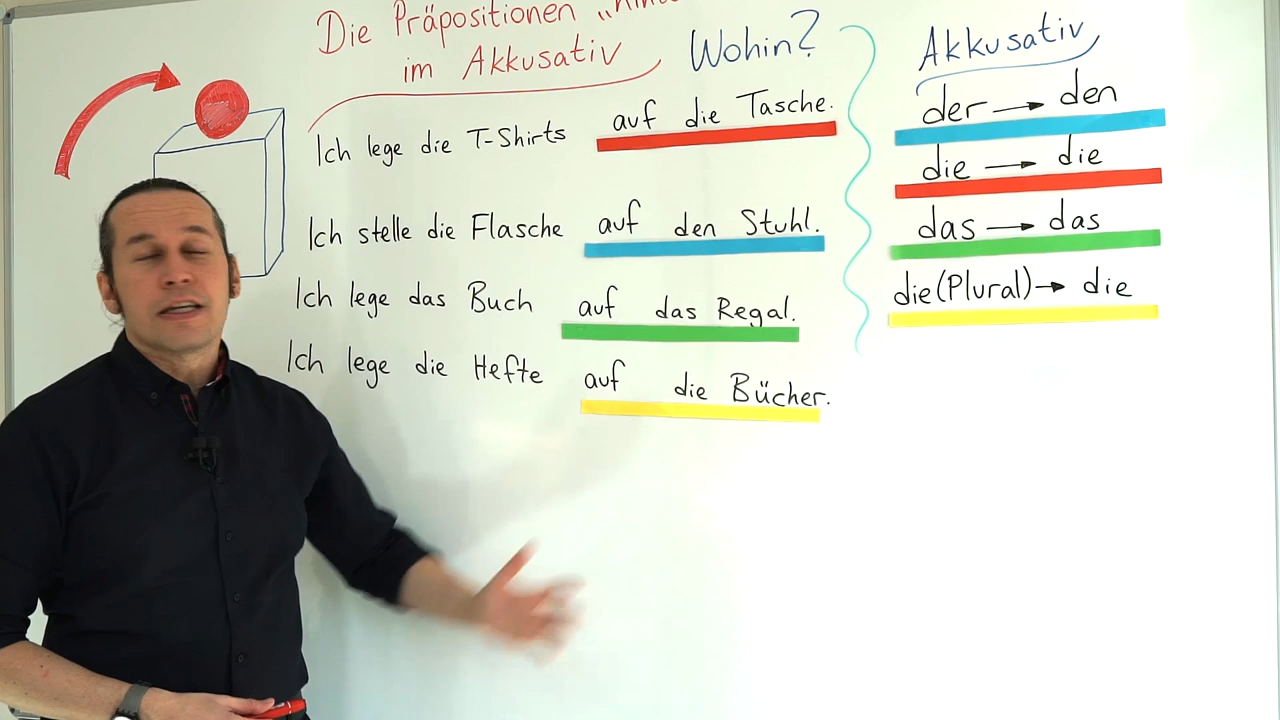 Die Präpositionen
im Akkusativ
Wohin?
Ich lege die T-Shirts auf die Tasche.
Ich stelle die Flasche auf den Stuhl.
Ich lege das Buch auf das Regal.
Ich lege die Hefte auf die Bücher.
Akkusativ
der → den
die → die
das → das
die (Plural) → die